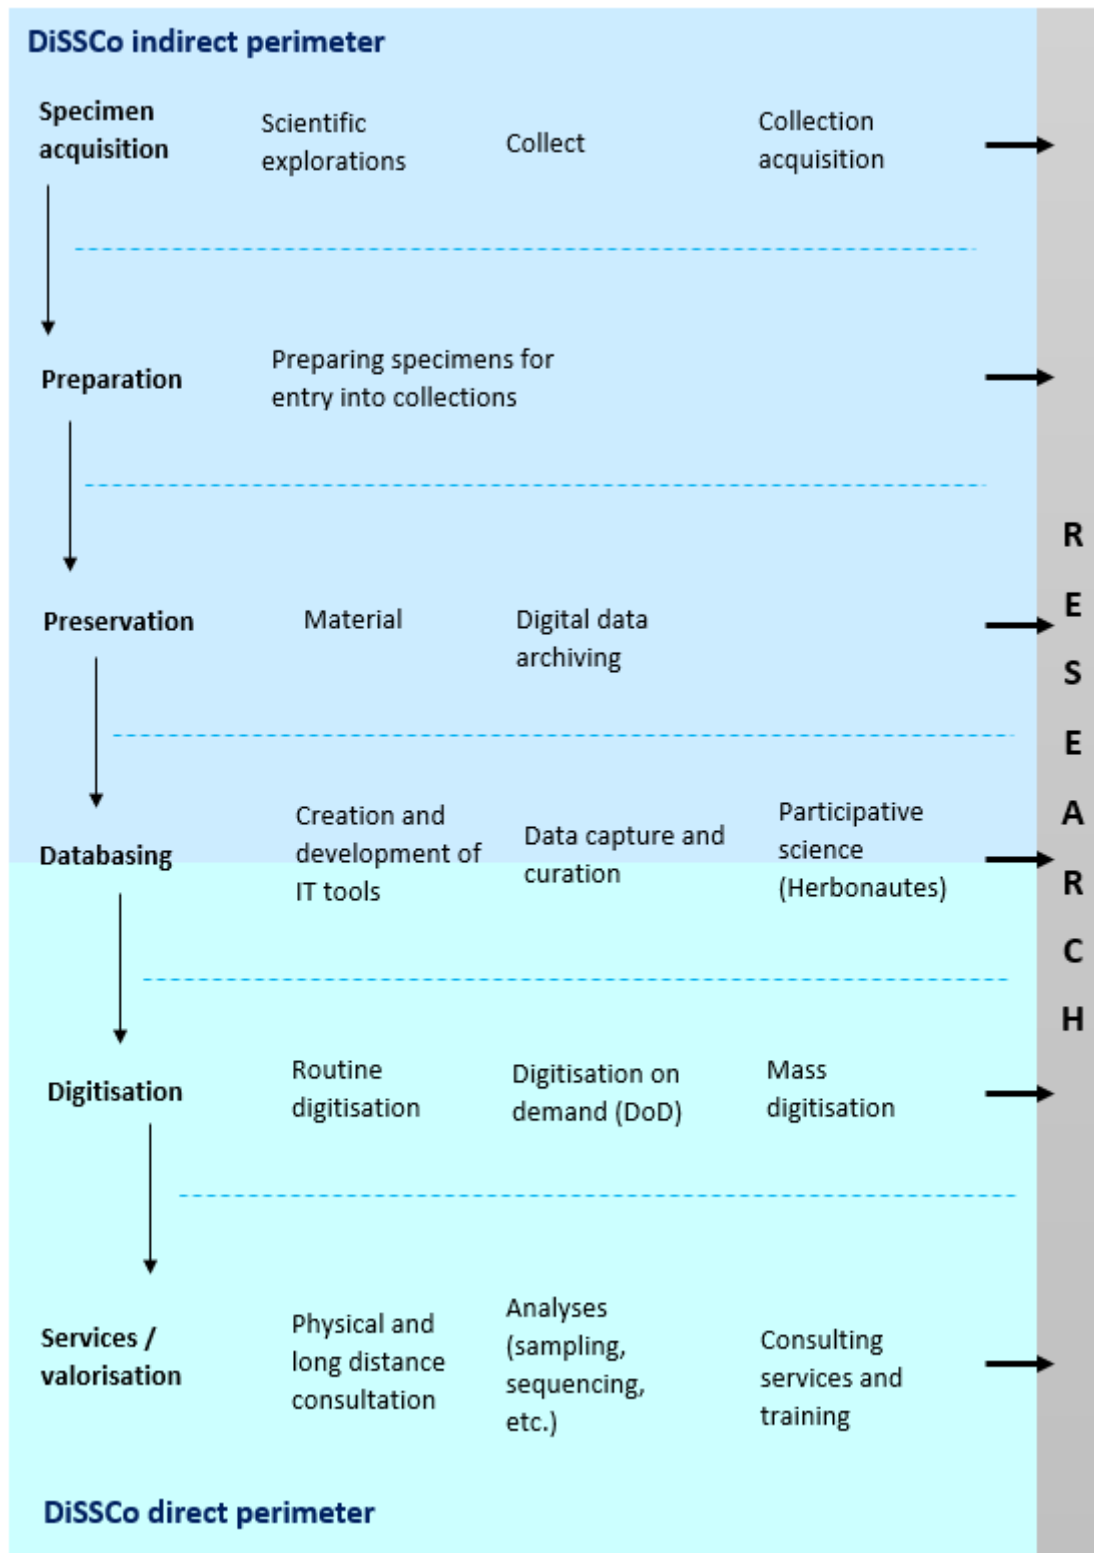 DiSSCo indirect perimeter
Specimen
acquisition
Scientific
explorations
Collect
Collection
acquisition
Preparation
Preparing specimens for
entry into collections
Preservation
Material
Digital data
archiving
Databasing
Creation and
development of
IT tools
Data capture and
curation
Participative
science
(Herbonautes)
Digitisation
Routine
digitisation
Digitisation on
demand (DoD)
Mass
digitisation
Services /
valorisation
Physical and
long distance
consultation
Analyses
(sampling,
sequencing,
etc.)
Consulting
services and
training
DiSSCo direct perimeter
R
E
S
E
A
R
C
H